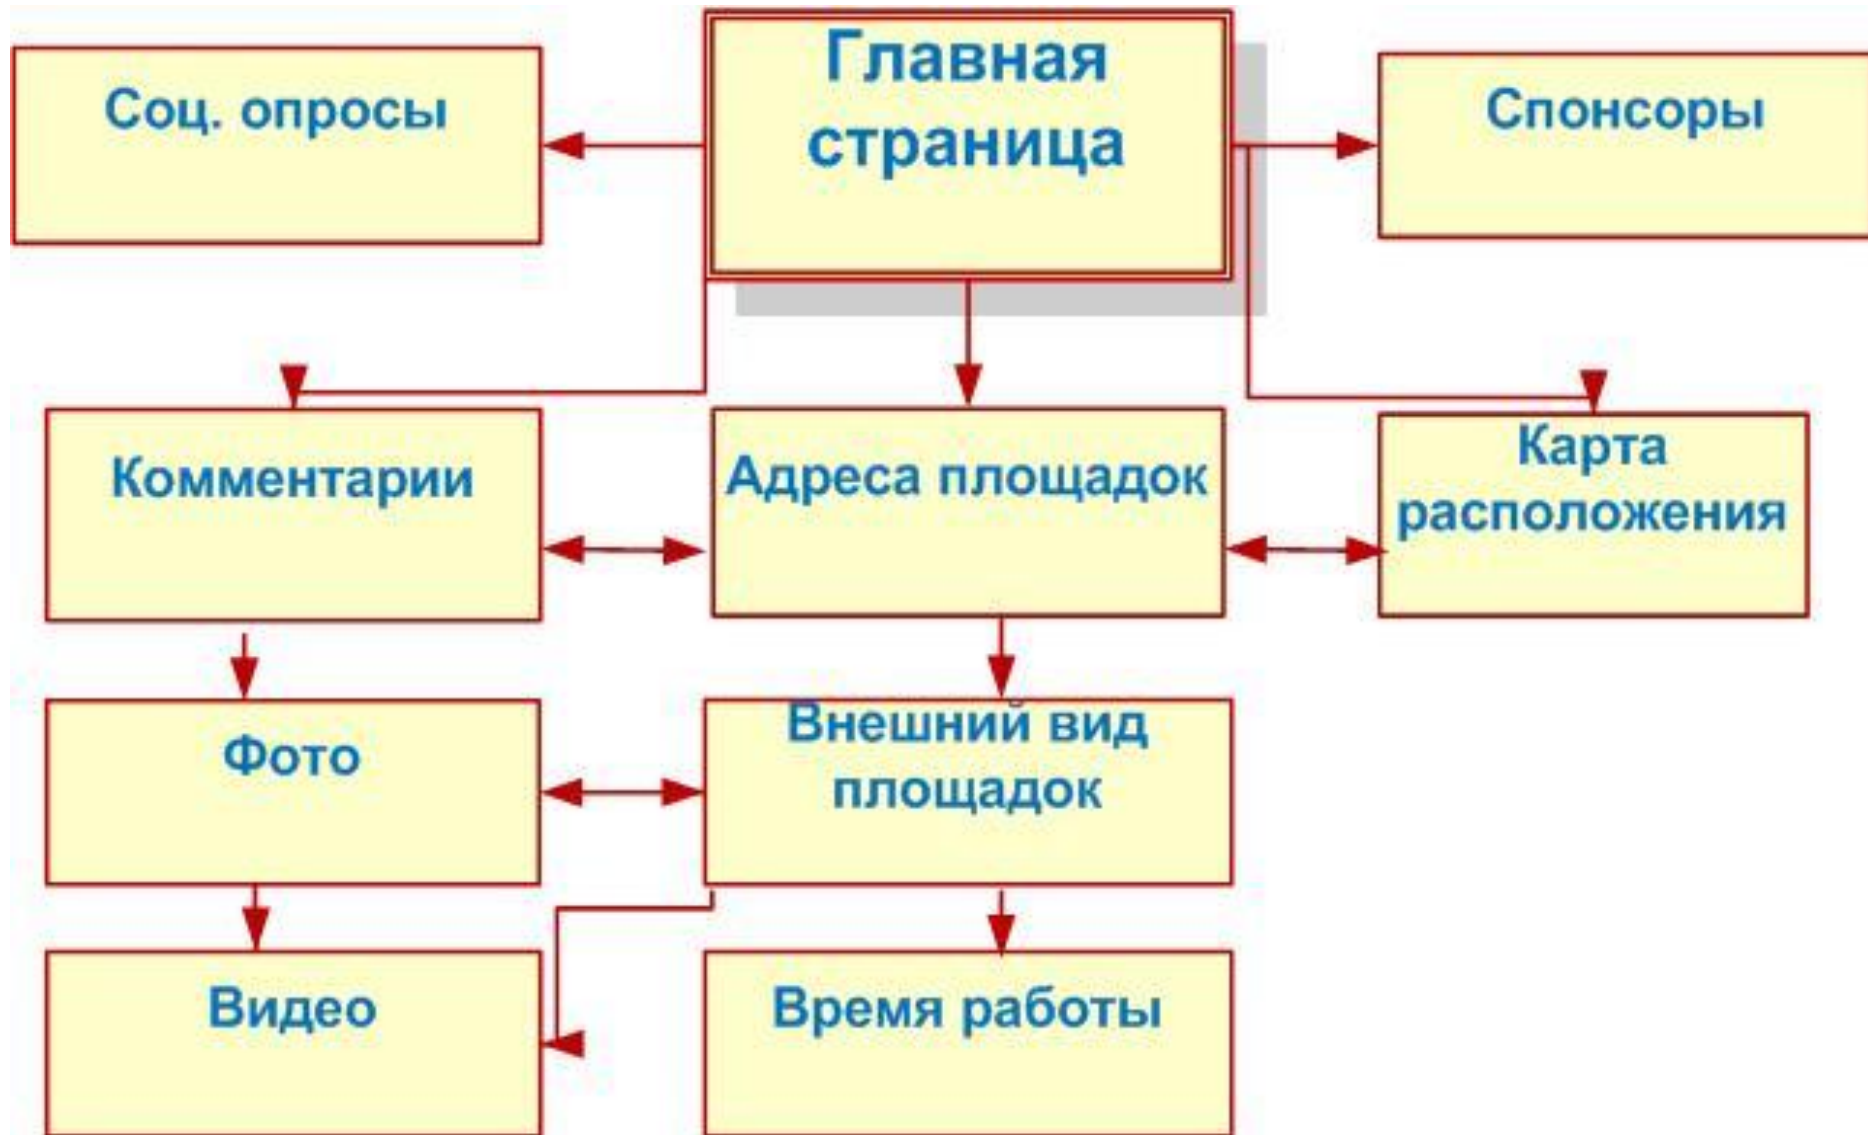 Соц. опросы
Главная
страница
Спонсоры
Комментарии
Адреса площадок
Карта
расположения
Фото
Внешний вид
площадок
Видео
Время работы